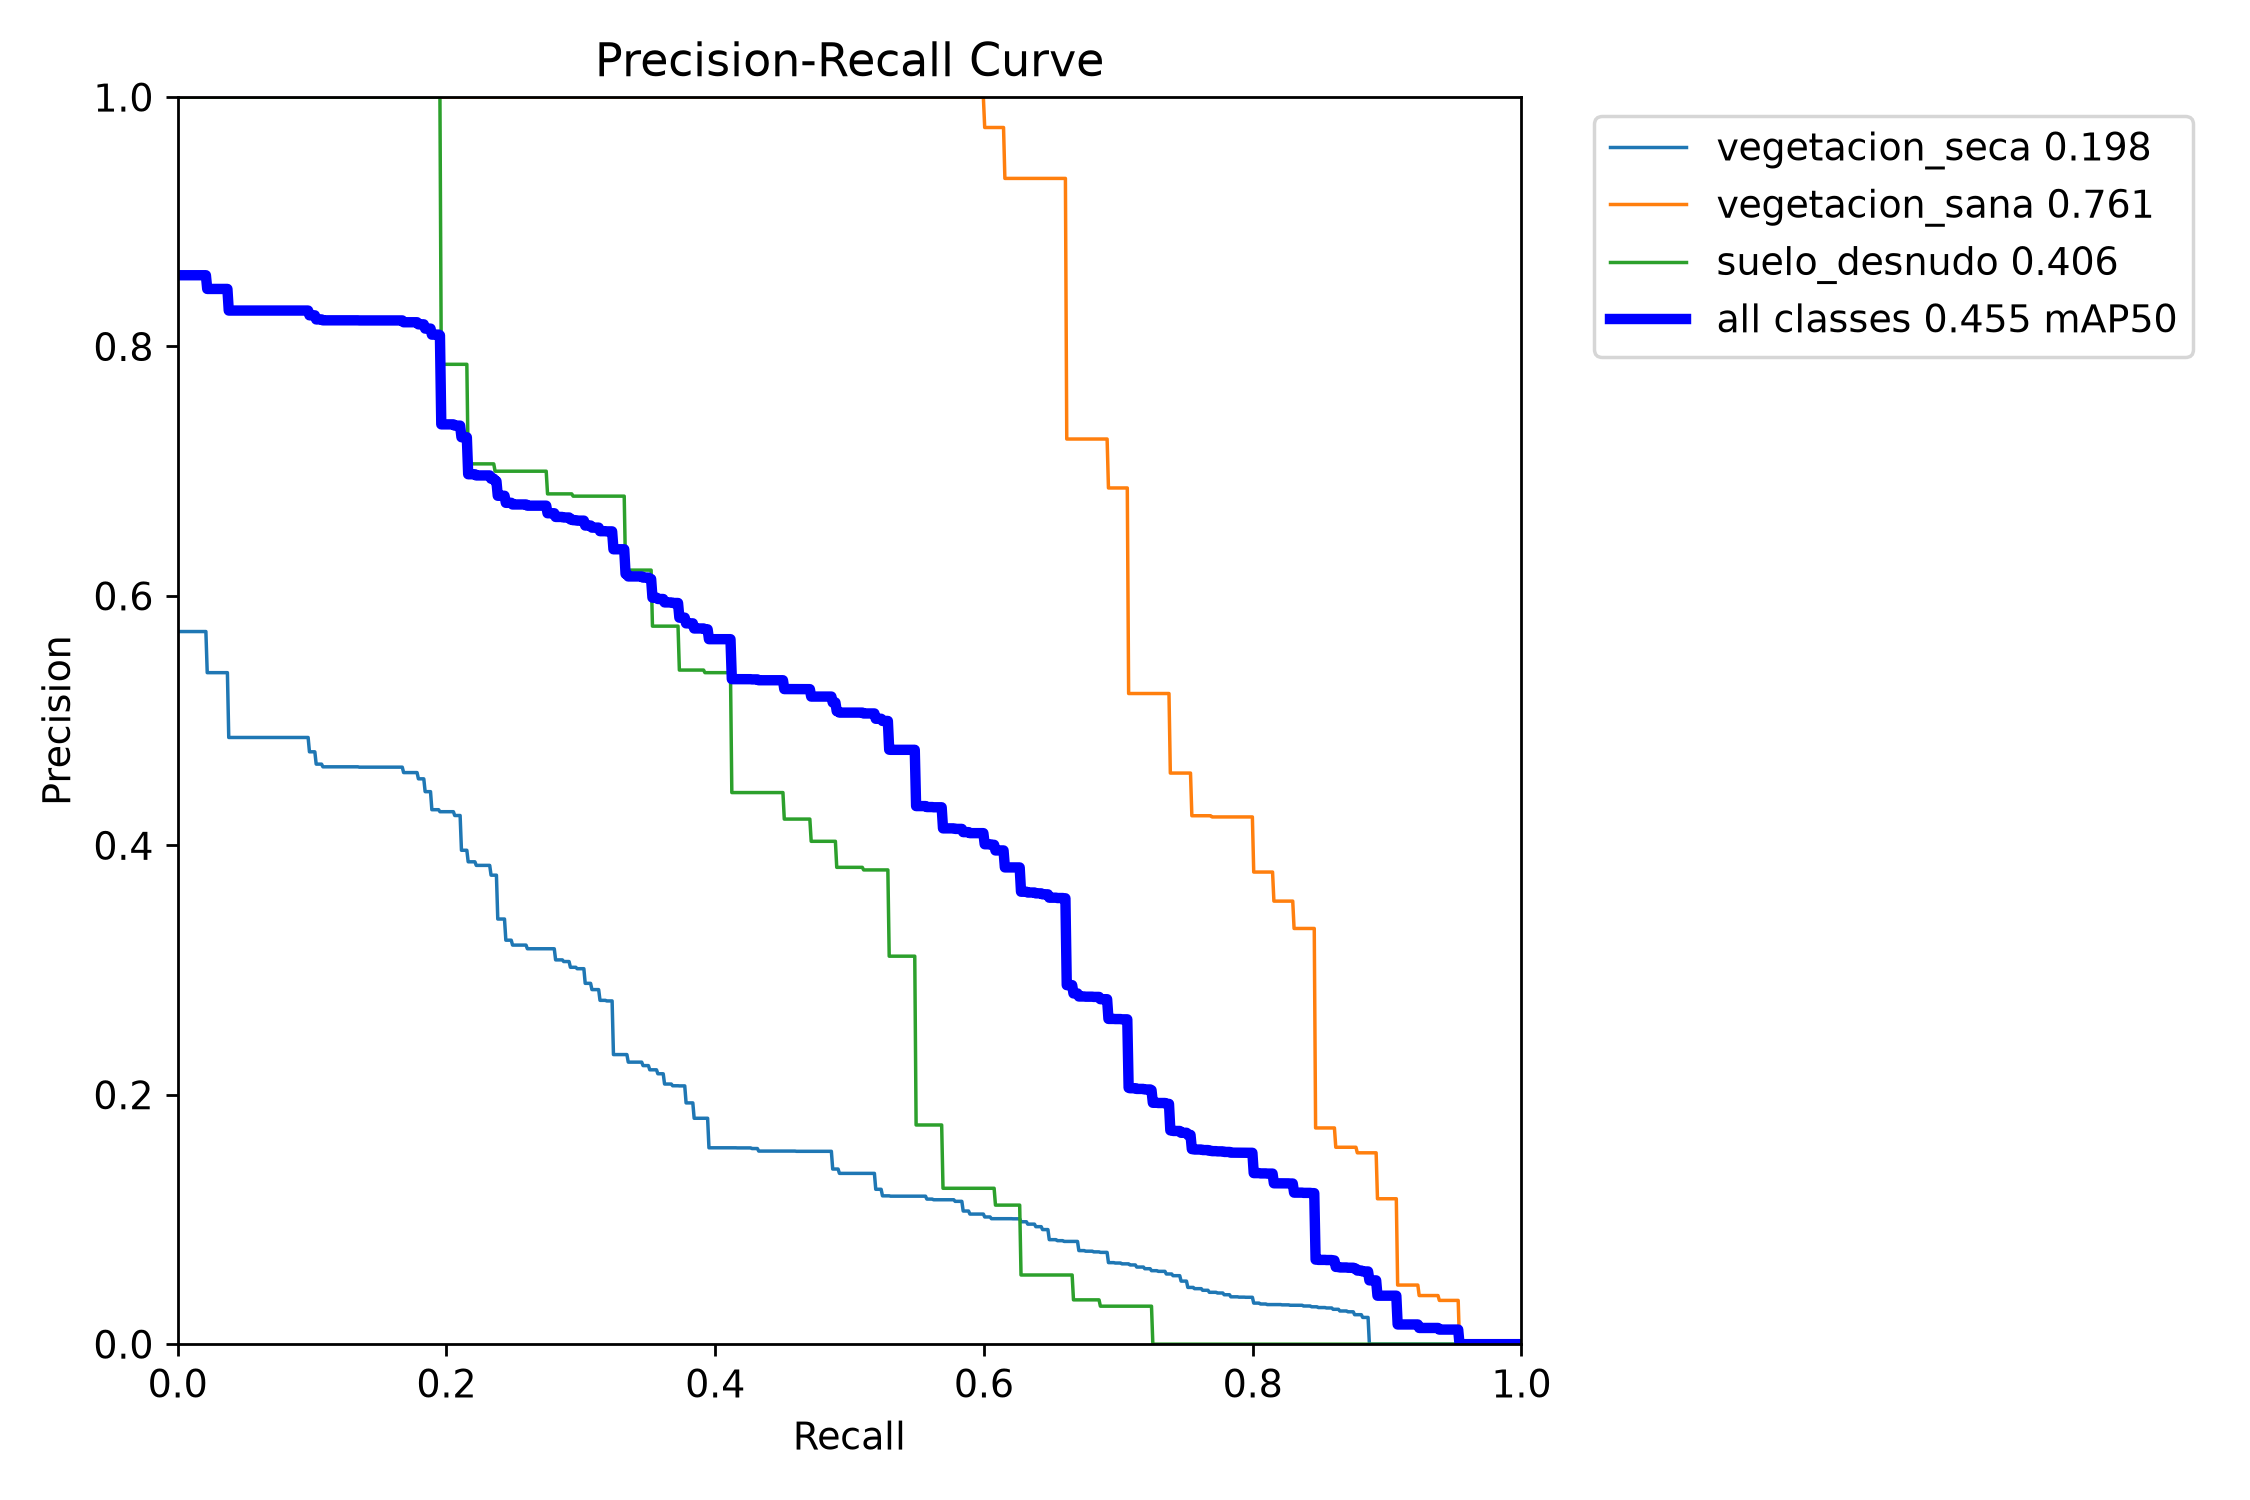 Precision-Recall Curve
1.0
0.8
0.6
0.4
0.2
0.0
Precision
0.0 0.2 0.4 0.6 0.8 1.0
Recall
vegetacion_seca 0.198
vegetacion_sana 0.761
suelo_desnudo 0.406
all classes 0.455 mAP50